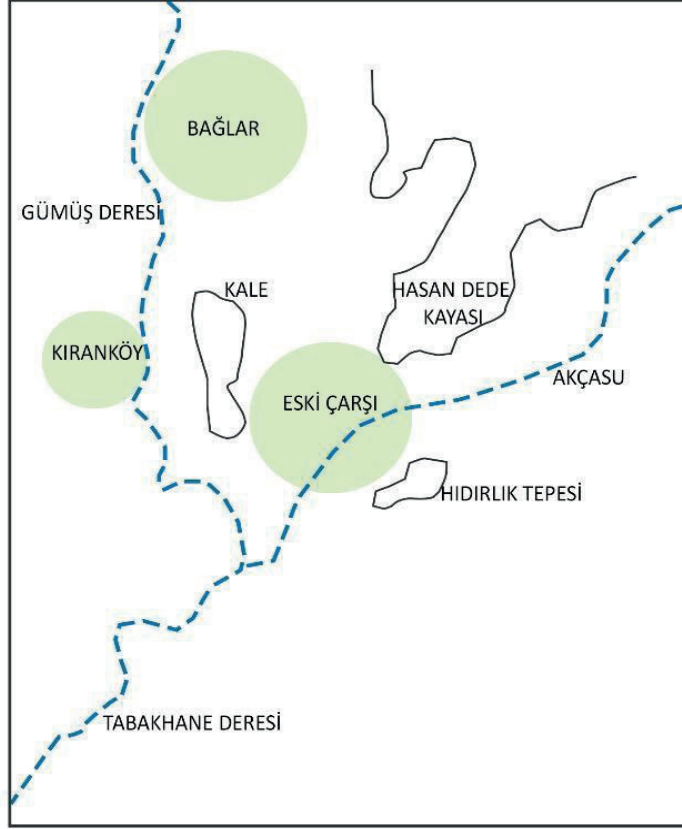 BAĞLAR
GÜMÜŞ DERESİ
KALE
HASAN DEDE
KAYASI
KIRANKÖY
AKÇASU
ESKİ ÇARŞI
HIDIRLIK TEPESİ
TABAKHANE DERESİ